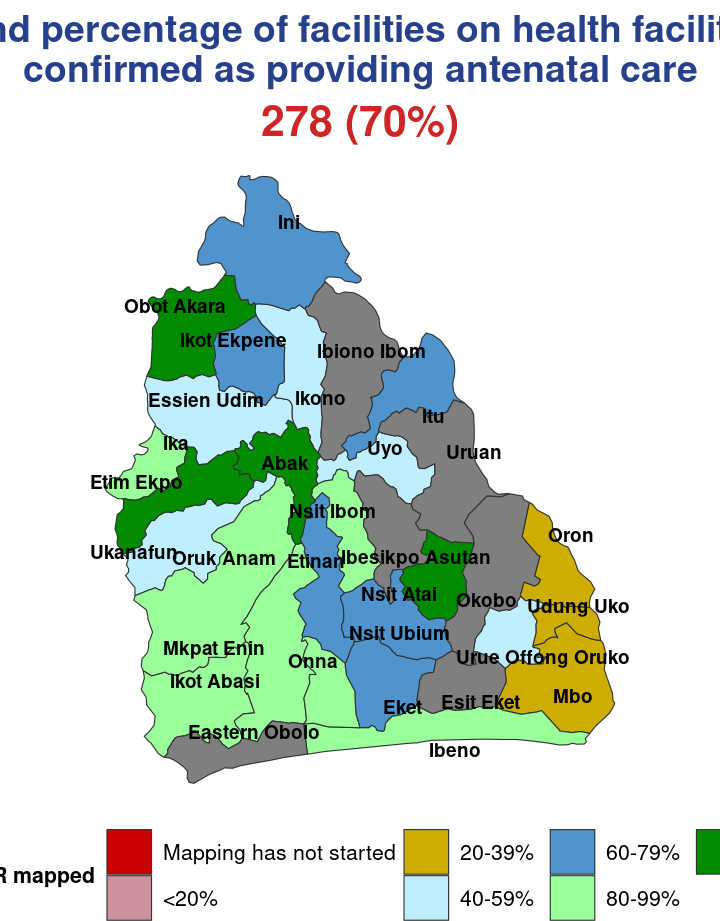 nd percentage of facilities on health facilit
confirmed as providing antenatal care
278 (70%)
Ini
Obot Akara
Ikot Ekpene
Ibiono Ibom
Essien Udim
Ikono
Itu
Ika
Uyo
Uruan
Abak
Etim Ekpo
Nsit Ibom
Oron
Ukanafun
Oruk Anam
Etinan
Ibesikpo Asutan
Nsit Atai
Okobo
Udung Uko
Nsit Ubium
Mkpat Enin
Onna
Urue Offong Oruko
Ikot Abasi
Eket
Esit Eket
Mbo
Eastern Obolo
Ibeno
R mapped
Mapping has not started
20-39%
60-79%
<20%
40-59%
80-99%